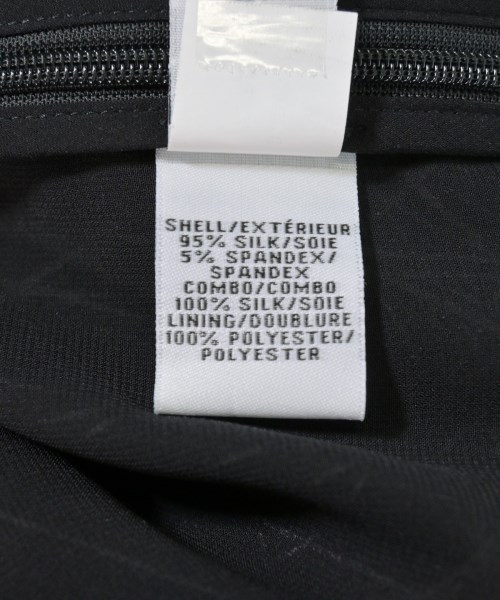 SHELL/EXTÉRIEUR
95% SILK/SOIE
5% SPANDEX/
SPANDEX
COMBO/COMBO
100% SILK/SOIE
LINING/DOUBLURE
100% POLYESTER/
POLYESTER